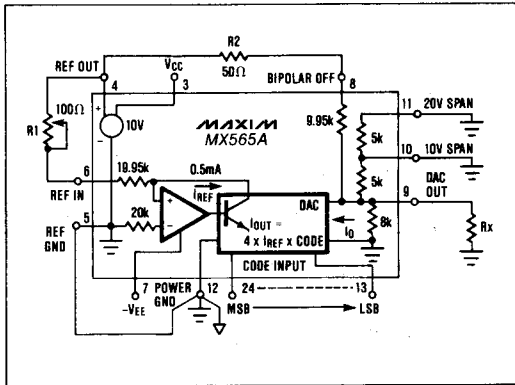 R2
REF OUT
VCC
50Ω
BIPOLAR OFF
4
3
8
100Ω
R1
+
10V
-
MAXIM
MX565A
9.95k
11
20V SPAN
5k
10
10V SPAN
5k
6
19.95k
0.5mA
REF IN
IREF
DAC
9
DAC OUT
5
20k
+
-
IOUT =
4 x IREF x CODE
IO
8k
RX
REF GND
CODE INPUT
7
-VEE
POWER GND
12
24
13
MSB
LSB